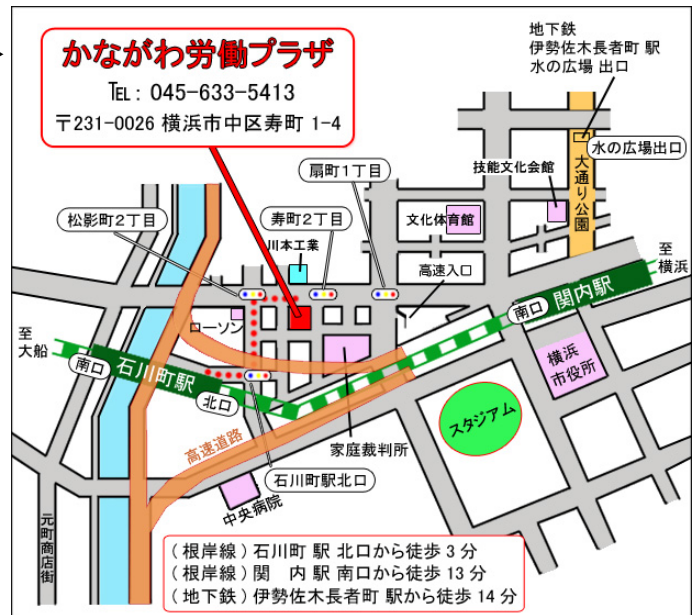 かながわ労働プラザ
TEL : 045-633-5413
〒231-0026 横浜市中区寿町 1-4
地下鉄
伊勢佐木長者町 駅
水の広場 出口
水の広場出口
大通り公園
技能文化会館
扇町1丁目
文化体育館
松影町2丁目
寿町2丁目
川本工業
高速入口
至
横浜
関内駅
南口
ローソン
至
大船
南口
石川町駅
北口
横浜
市役所
スタジアム
高速道路
家庭裁判所
石川町駅北口
中央病院
元町商店街
(根岸線) 石川町 駅 北口から徒歩 3 分
(根岸線) 関 内 駅 南口から徒歩 13 分
(地下鉄) 伊勢佐木長者町 駅から徒歩 14 分